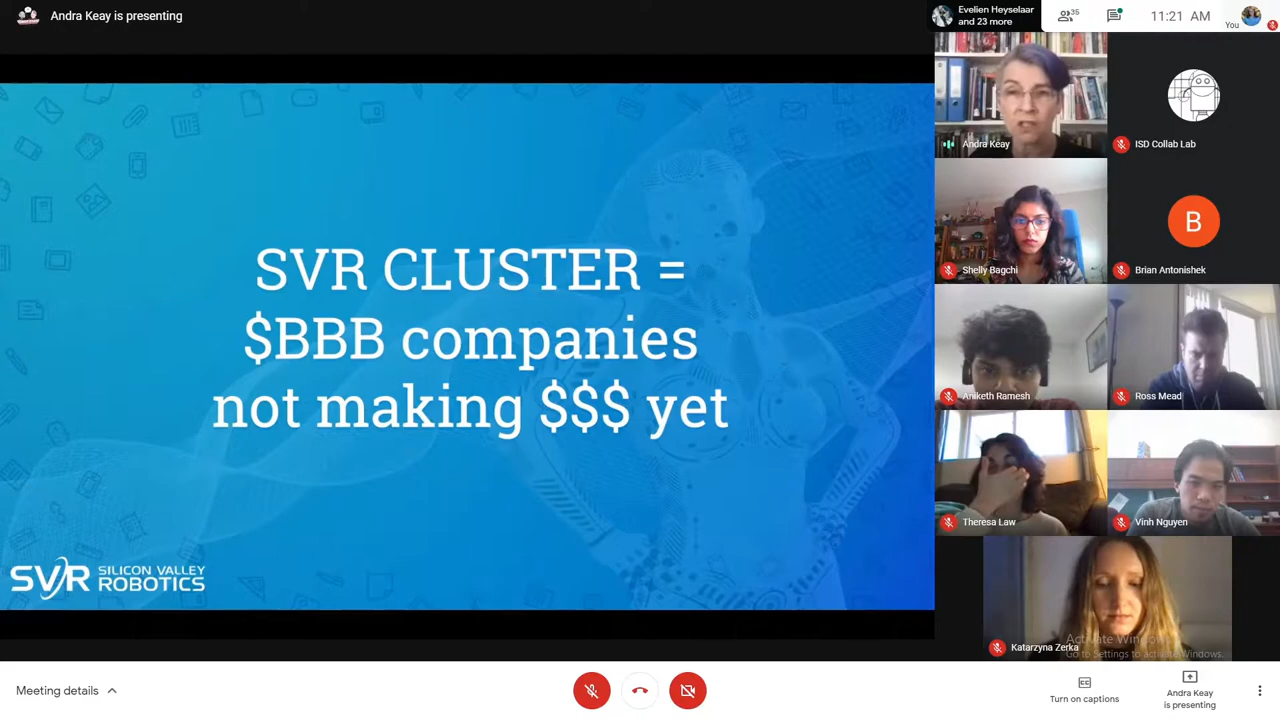 Andra Keay is presenting
Evelien Heyselaar
and 23 more
35
11:21 AM
You
SVR CLUSTER =
$BBB companies
not making $$$ yet
SVR SILICON VALLEY
ROBOTICS
Andra Keay
ISD Collab Lab
Shelly Bagchi
B
Brian Antonishek
Aniketh Ramesh
Ross Mead
Theresa Law
Vinh Nguyen
Katarzyna Zerka
Activate Windows
Go to Settings to activate Windows.
Meeting details
CC
Turn on captions
Andra Keay
is presenting